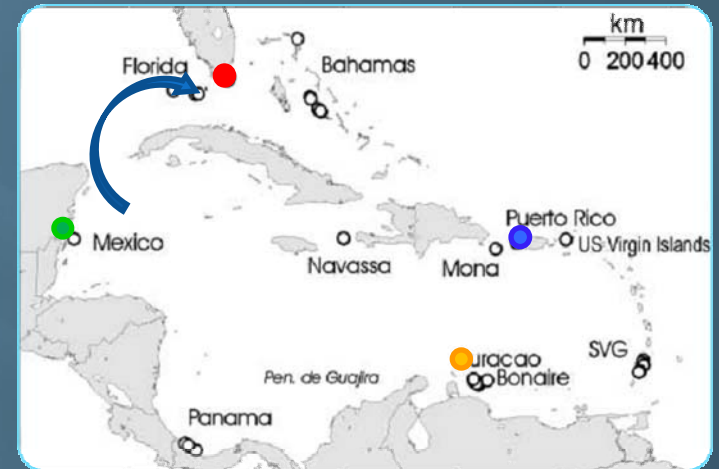 km
0 200 400
Florida
Bahamas
Puerto Rico
US Virgin Islands
Mexico
Navassa
Mona
uracao
SVG
Bonaire
Pen. de Guajira
Panama